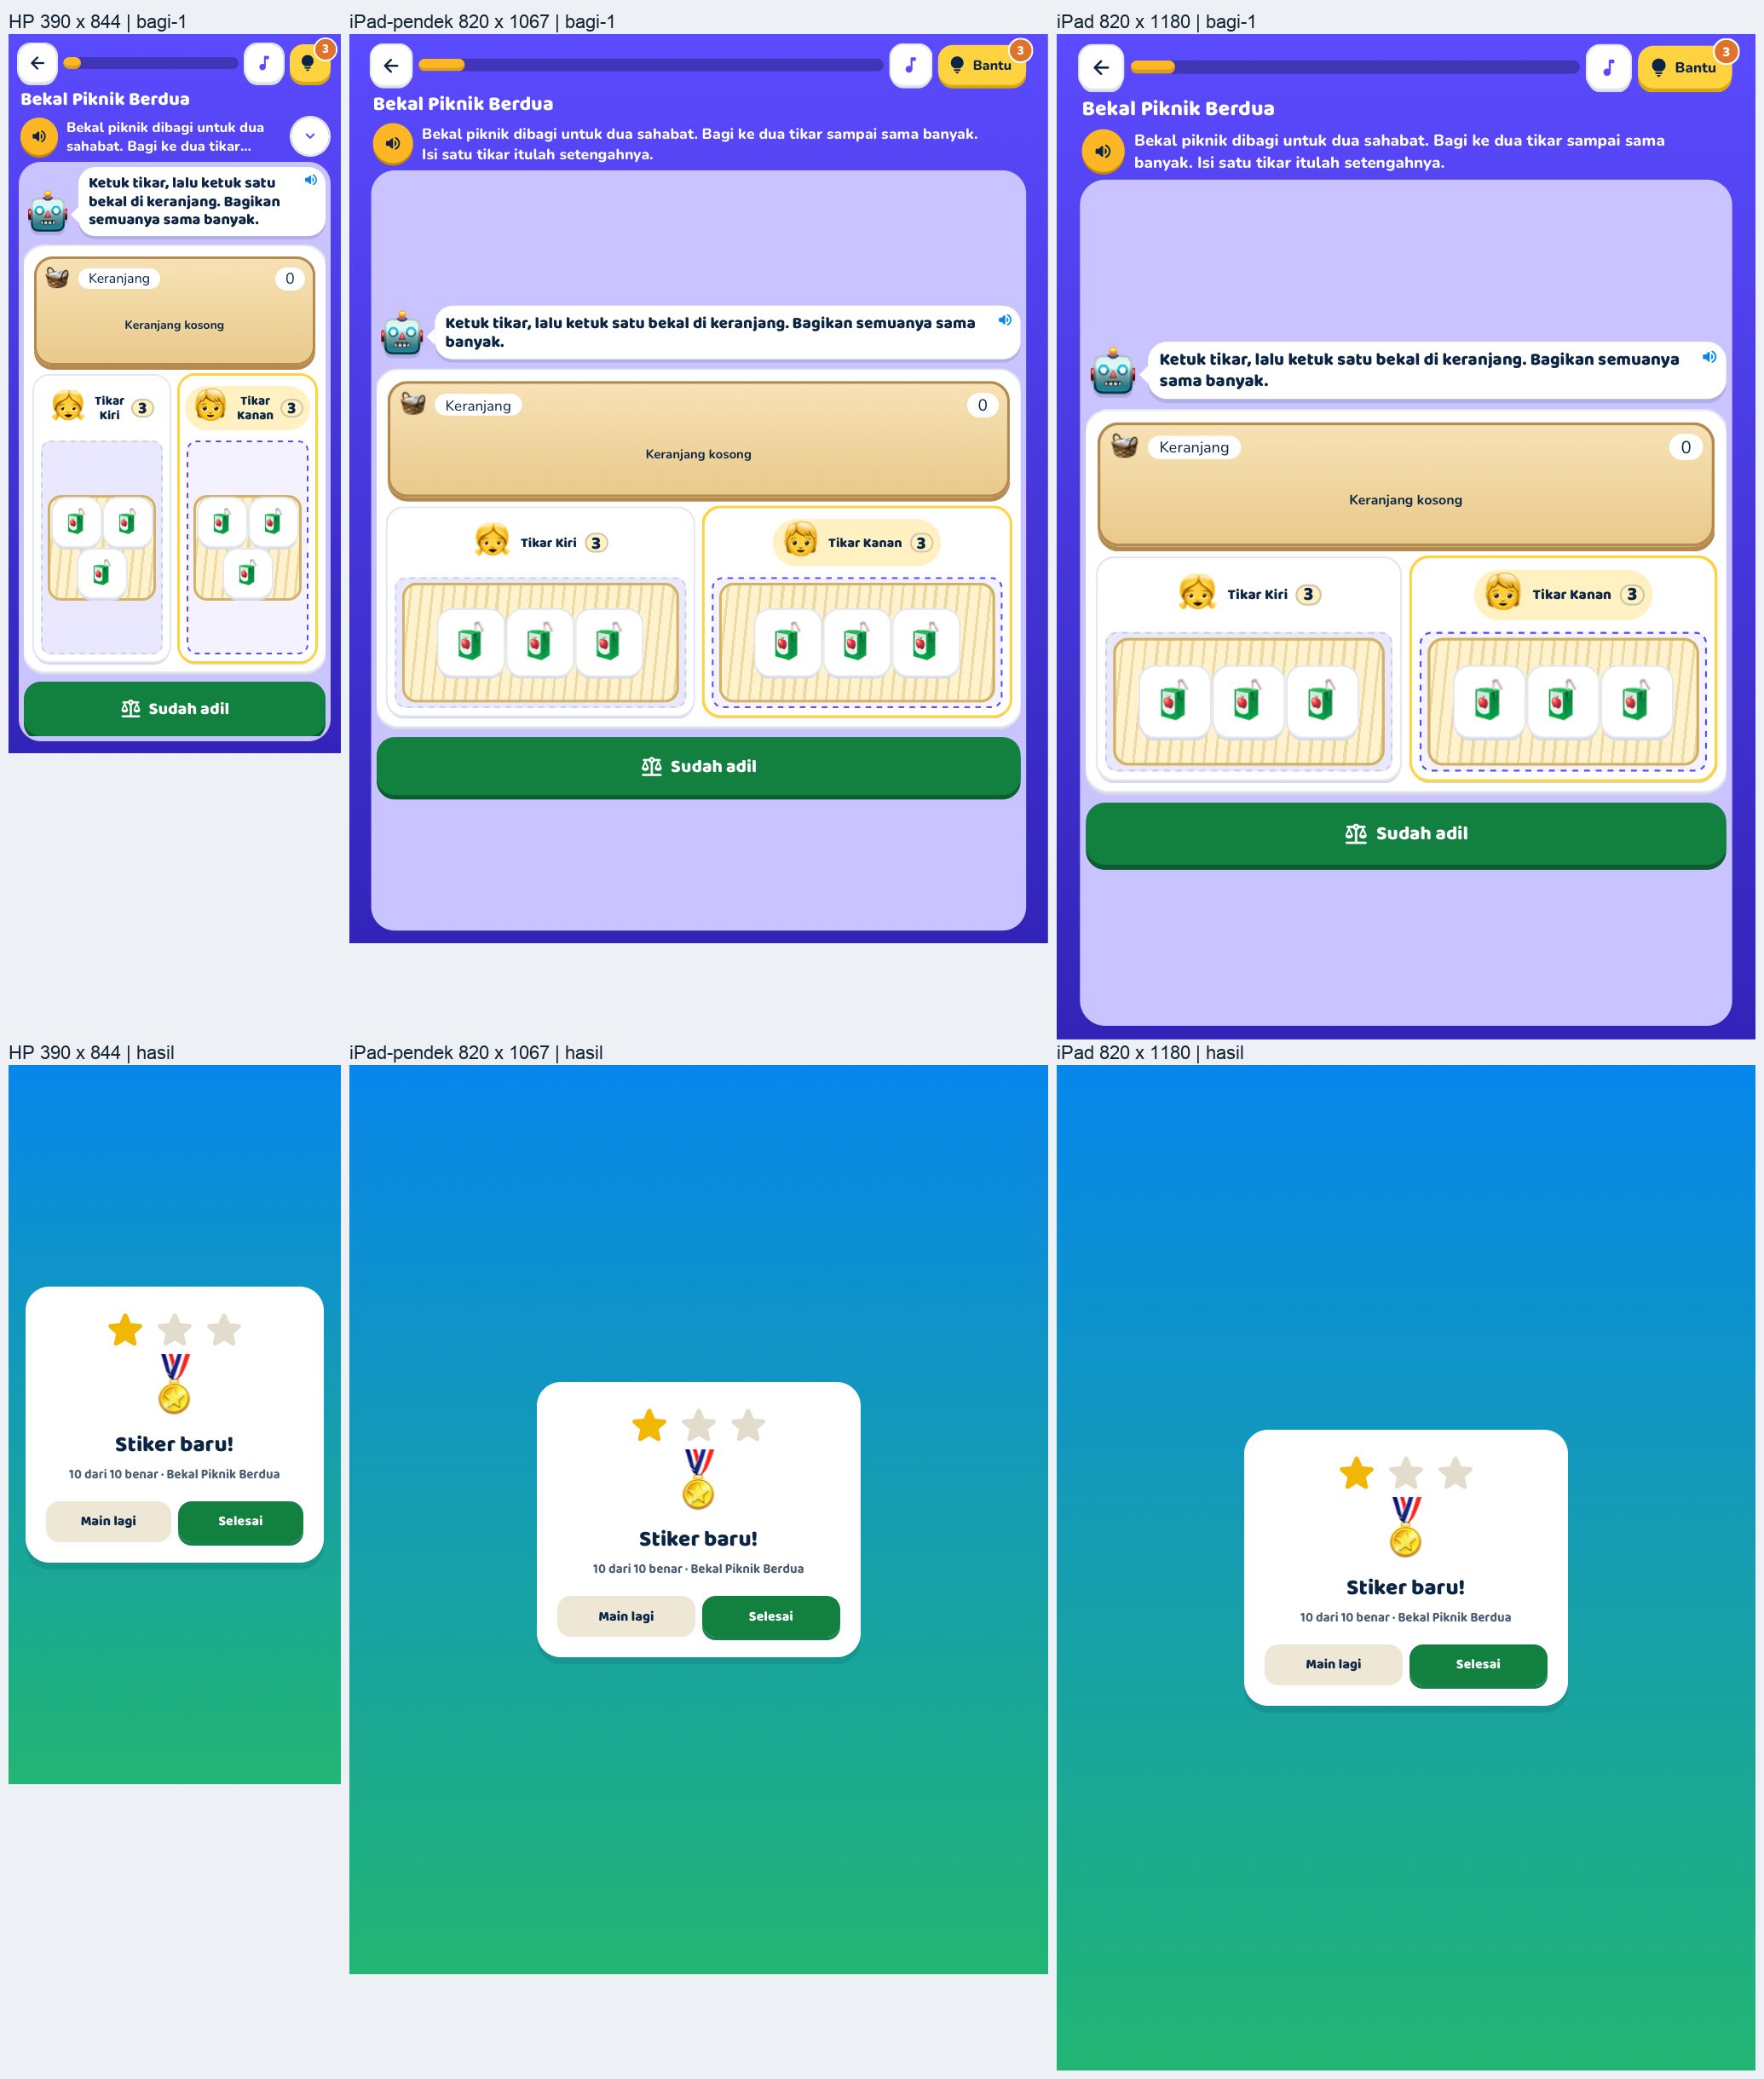 HP 390 x 844 | bagi-1
3
Bekal Piknik Berdua
Bekal piknik dibagi untuk dua
sahabat. Bagi ke dua tikar...
Ketuk tikar, lalu ketuk satu
bekal di keranjang. Bagikan
semuanya sama banyak.
Keranjang
0
Keranjang kosong
Tikar
Kiri
3
Tikar
Kanan
3
Sudah adil
iPad-pendek 820 x 1067 | bagi-1
Bantu
3
Bekal Piknik Berdua
Bekal piknik dibagi untuk dua sahabat. Bagi ke dua tikar sampai sama banyak.
Isi satu tikar itulah setengahnya.
Ketuk tikar, lalu ketuk satu bekal di keranjang. Bagikan semuanya sama
banyak.
Keranjang
0
Keranjang kosong
Tikar Kiri 3
Tikar Kanan 3
Sudah adil
iPad 820 x 1180 | bagi-1
Bantu
3
Bekal Piknik Berdua
Bekal piknik dibagi untuk dua sahabat. Bagi ke dua tikar sampai sama
banyak. Isi satu tikar itulah setengahnya.
Ketuk tikar, lalu ketuk satu bekal di keranjang. Bagikan semuanya
sama banyak.
Keranjang
0
Keranjang kosong
Tikar Kiri 3
Tikar Kanan 3
Sudah adil
HP 390 x 844 | hasil
Stiker baru!
10 dari 10 benar · Bekal Piknik Berdua
Main lagi
Selesai
iPad-pendek 820 x 1067 | hasil
Stiker baru!
10 dari 10 benar · Bekal Piknik Berdua
Main lagi
Selesai
iPad 820 x 1180 | hasil
Stiker baru!
10 dari 10 benar · Bekal Piknik Berdua
Main lagi
Selesai